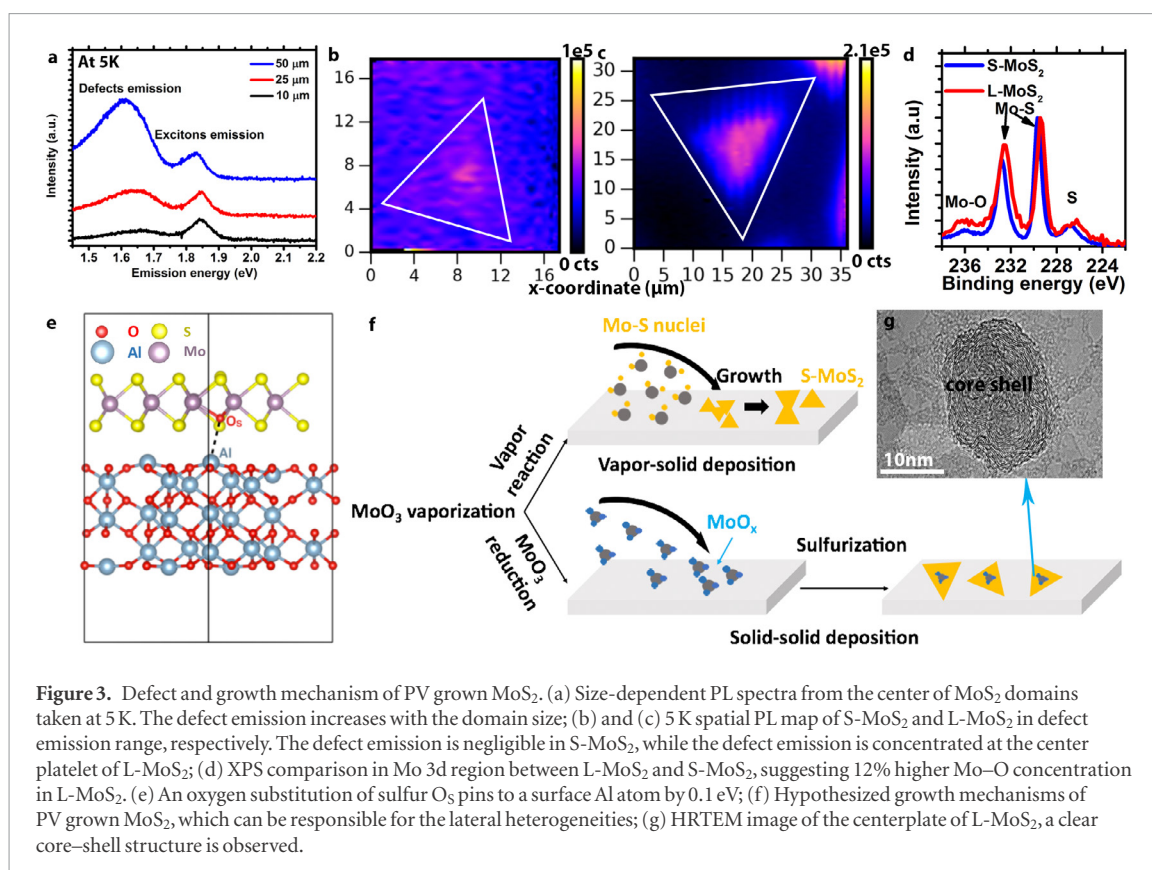 a
At 5K
50 μm
25 μm
10 μm
Defects emission
Excitons emission
Intensity (a.u.)
1.5 1.6 1.7 1.8 1.9 2.0 2.1 2.2
Emission energy (eV)
b
1e5
16
14
12
10
8
6
4
2
0
0 2 4 6 8 10 12 14 16
0 cts
c
2.1e5
30
25
20
15
10
5
0
0 5 10 15 20 25 30 35
0 cts
x-coordinate (μm)
d
S-MoS₂
L-MoS₂
Mo-S
Mo-O
S
Intensity (a.u)
236 232 228 224
Binding energy (eV)
e
O S
Al Mo
Oₛ
Al
f
Mo-S nuclei
Growth
S-MoS₂
Vapor reaction
Vapor-solid deposition
MoO₃ vaporization
MoO₃ reduction
MoOₓ
Sulfurization
Solid-solid deposition
g
core shell
10nm
Figure 3. Defect and growth mechanism of PV grown MoS₂. (a) Size-dependent PL spectra from the center of MoS₂ domains
taken at 5 K. The defect emission increases with the domain size; (b) and (c) 5 K spatial PL map of S-MoS₂ and L-MoS₂ in defect
emission range, respectively. The defect emission is negligible in S-MoS₂, while the defect emission is concentrated at the center
platelet of L-MoS₂; (d) XPS comparison in Mo 3d region between L-MoS₂ and S-MoS₂, suggesting 12% higher Mo–O concentration
in L-MoS₂. (e) An oxygen substitution of sulfur Oₛ pins to a surface Al atom by 0.1 eV; (f) Hypothesized growth mechanisms of
PV grown MoS₂, which can be responsible for the lateral heterogeneities; (g) HRTEM image of the centerplate of L-MoS₂, a clear
core–shell structure is observed.